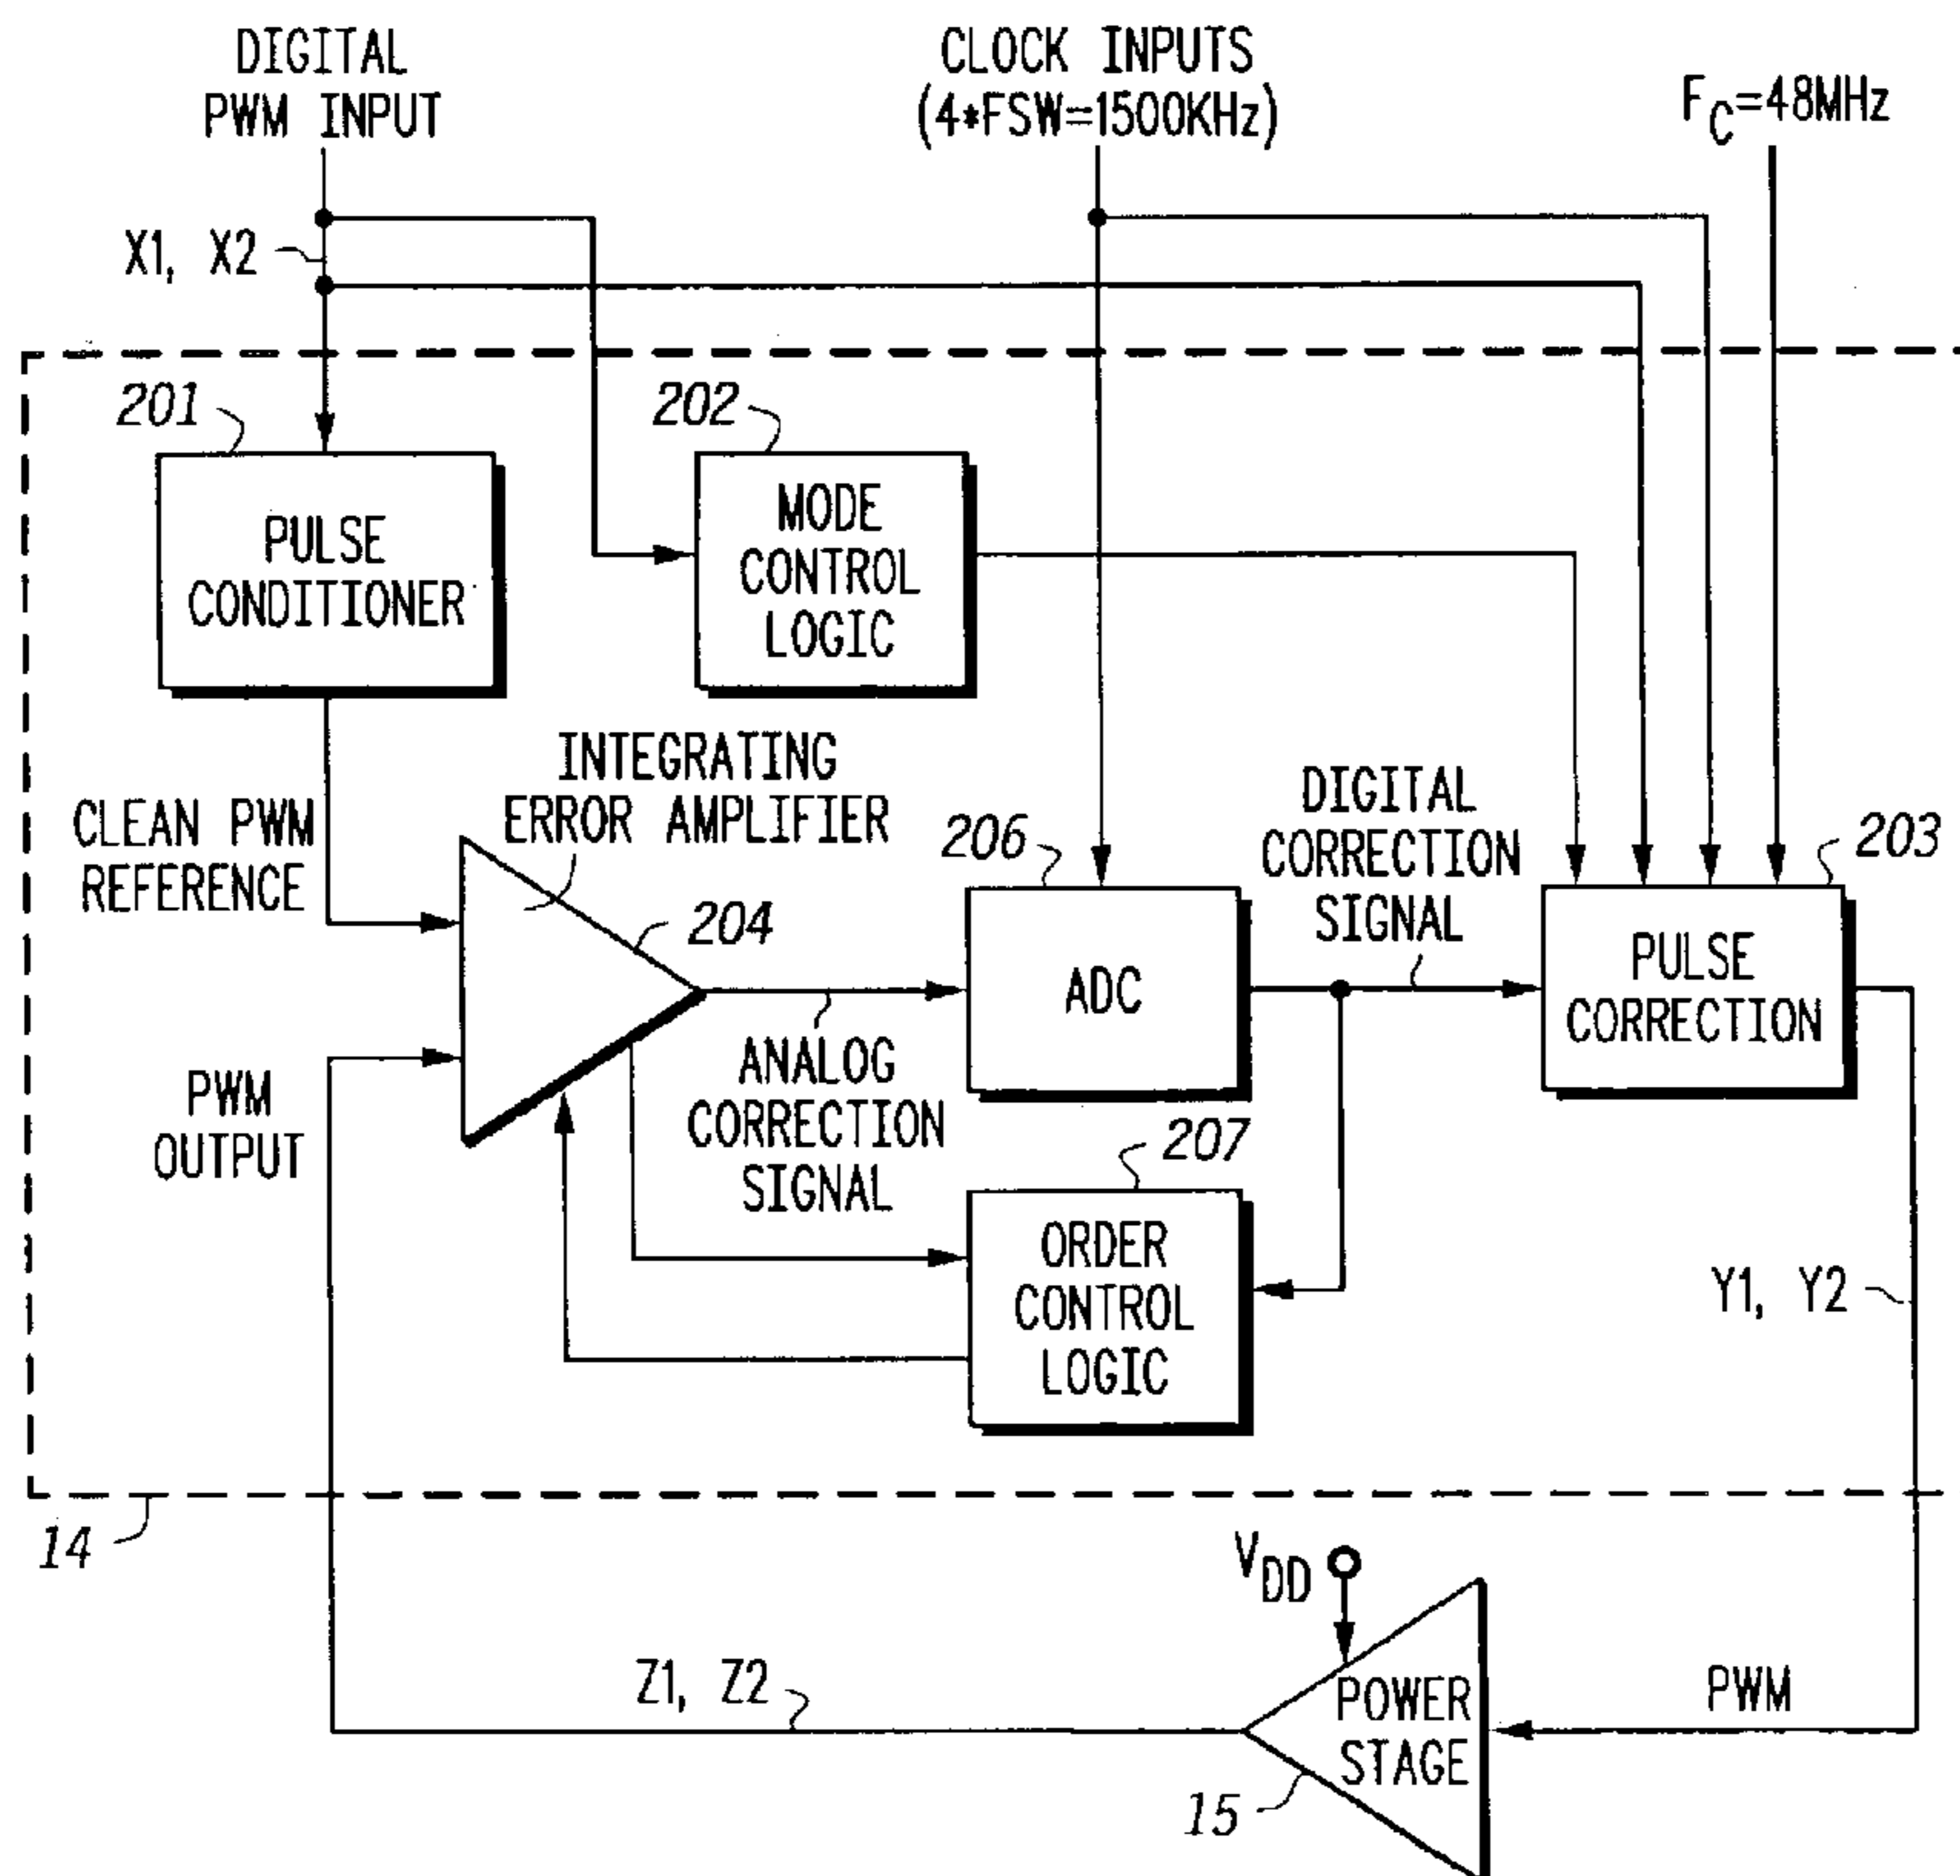 DIGITAL
PWM INPUT
CLOCK INPUTS
(4*FSW=1500KHz)
FC=48MHz
X1, X2
201
202
PULSE
CONDITIONER
MODE
CONTROL
LOGIC
INTEGRATING
ERROR AMPLIFIER
CLEAN PWM
REFERENCE
204
206
DIGITAL
CORRECTION
SIGNAL
203
ADC
PULSE
CORRECTION
PWM
OUTPUT
ANALOG
CORRECTION
SIGNAL
207
ORDER
CONTROL
LOGIC
Y1, Y2
14
VDD
Z1, Z2
POWER
STAGE
PWM
15